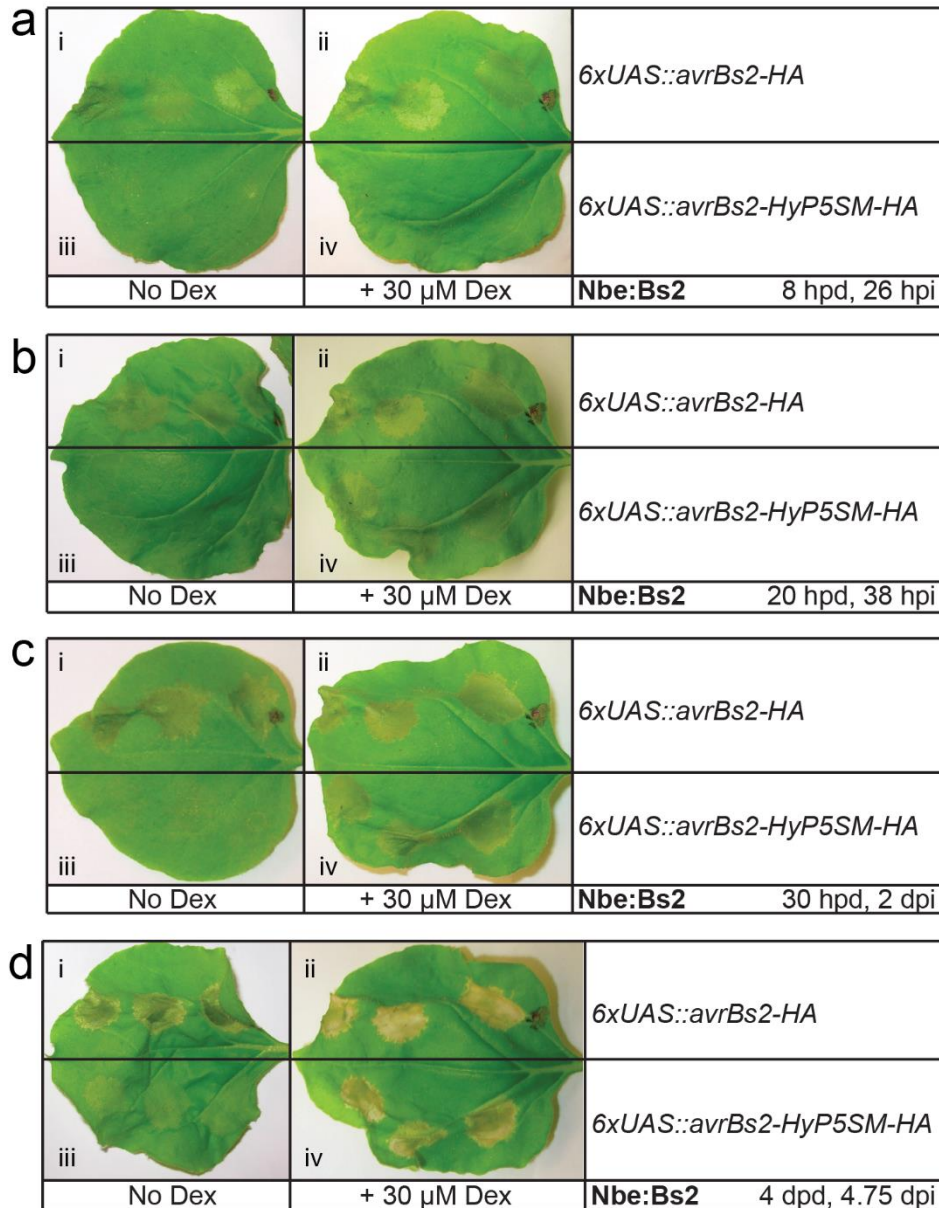 a
i
ii
6xUAS::avrBs2-HA
6xUAS::avrBs2-HyP5SM-HA
iii
iv
No Dex
+ 30 µM Dex
Nbe:Bs2 8 hpd, 26 hpi
b
i
ii
6xUAS::avrBs2-HA
6xUAS::avrBs2-HyP5SM-HA
iii
iv
No Dex
+ 30 µM Dex
Nbe:Bs2 20 hpd, 38 hpi
c
i
ii
6xUAS::avrBs2-HA
6xUAS::avrBs2-HyP5SM-HA
iii
iv
No Dex
+ 30 µM Dex
Nbe:Bs2 30 hpd, 2 dpi
d
i
ii
6xUAS::avrBs2-HA
6xUAS::avrBs2-HyP5SM-HA
iii
iv
No Dex
+ 30 µM Dex
Nbe:Bs2 4 dpd, 4.75 dpi